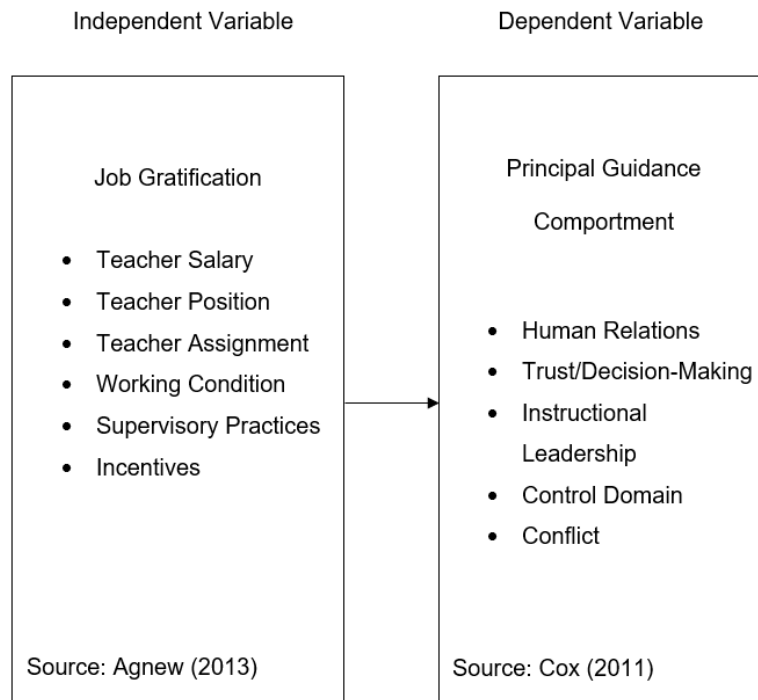 Independent Variable
Dependent Variable
Job Gratification
• Teacher Salary
• Teacher Position
• Teacher Assignment
• Working Condition
• Supervisory Practices
• Incentives
Source: Agnew (2013)
Principal Guidance
Comportment
• Human Relations
• Trust/Decision-Making
• Instructional
Leadership
• Control Domain
• Conflict
Source: Cox (2011)